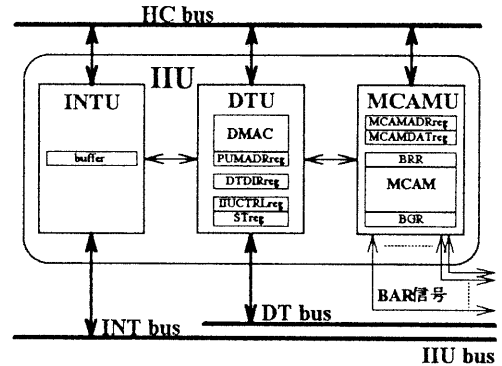 HC bus
IIU
INTU
buffer
DTU
DMAC
PUMADRreg
DTDIRreg
IIUCTRLreg
STreg
MCAMU
MCAMADRreg
MCAMDATreg
BRR
MCAM
BGR
BAR信号
DT bus
INT bus
IIU bus